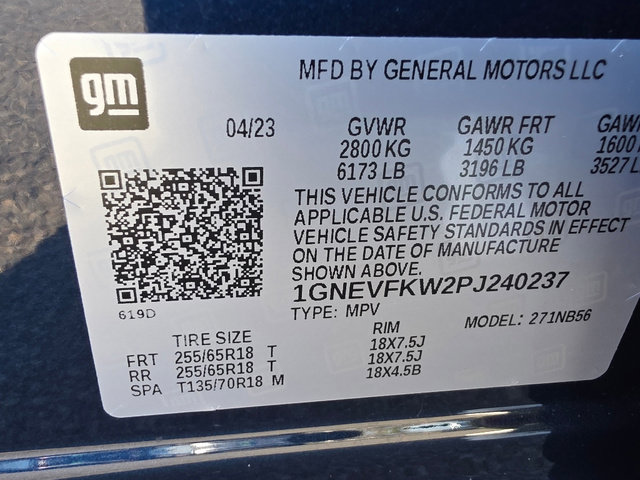 gm
MFD BY GENERAL MOTORS LLC
04/23 GVWR GAWR FRT GAW
2800 KG 1450 KG 1600
6173 LB 3196 LB 3527 L
THIS VEHICLE CONFORMS TO ALL
APPLICABLE U.S. FEDERAL MOTOR
VEHICLE SAFETY STANDARDS IN EFFECT
ON THE DATE OF MANUFACTURE
SHOWN ABOVE.
1GNEVFKW2PJ240237
619D
TYPE: MPV MODEL: 271NB56
TIRE SIZE RIM
FRT 255/65R18 T 18X7.5J
RR 255/65R18 T 18X7.5J
SPA T135/70R18 M 18X4.5B